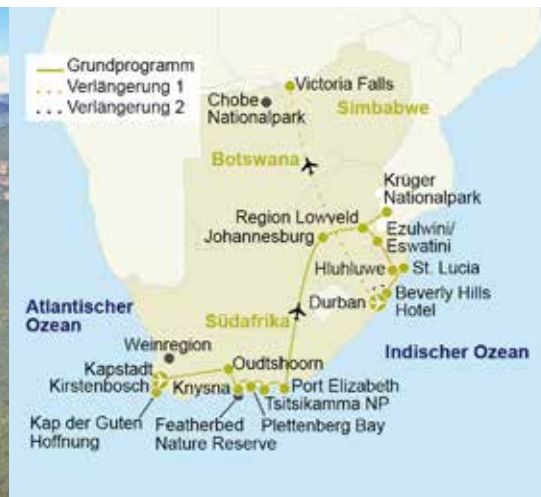 Grundprogramm
Verlängerung 1
Verlängerung 2
Victoria Falls
Chobe
Nationalpark
Simbabwe
Botswana
Krüger
Nationalpark
Region Lowveld
Johannesburg
Ezulwini/
Eswatini
Hluhluwe
St. Lucia
Durban
Beverly Hills
Hotel
Atlantischer
Ozean
Südafrika
Indischer Ozean
Weinregion
Kapstadt
Kirstenbosch
Oudtshoorn
Knysna
Port Elizabeth
Tsitsikamma NP
Kap der Guten
Hoffnung
Featherbed
Nature Reserve
Plettenberg Bay